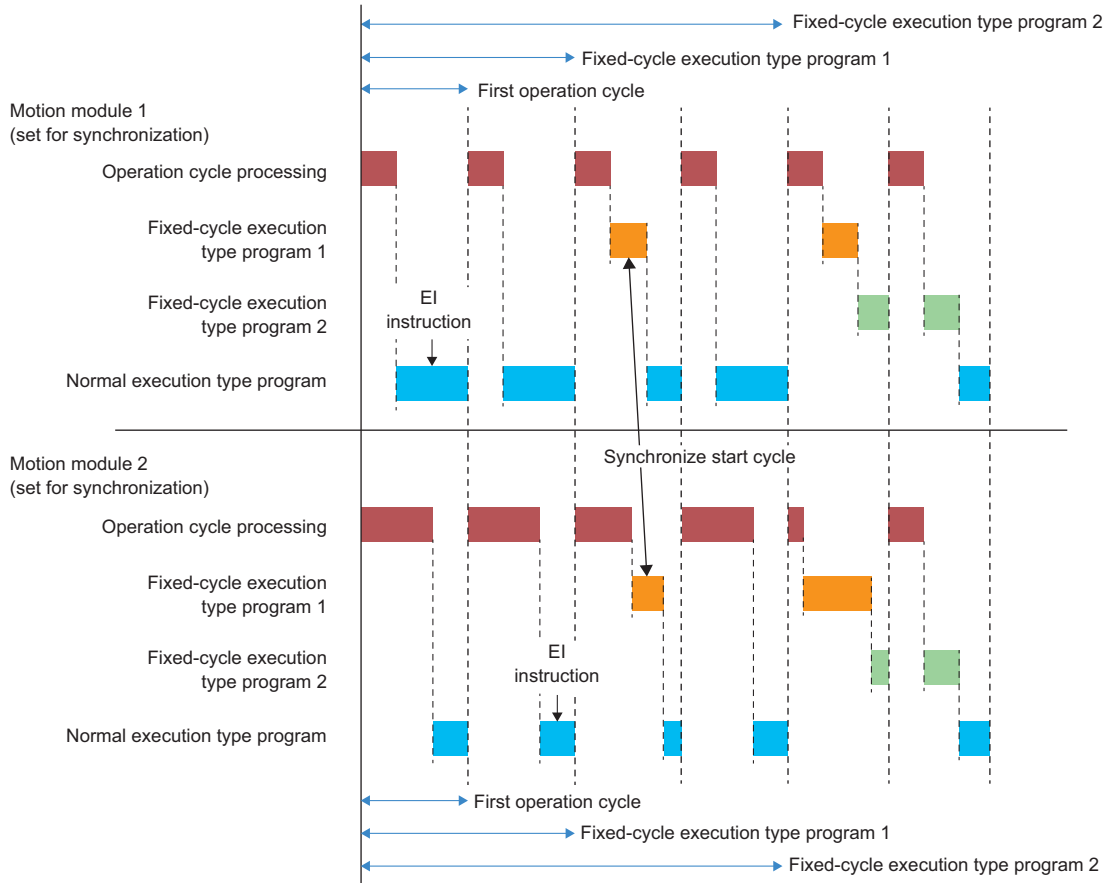 Fixed-cycle execution type program 2
Fixed-cycle execution type program 1
First operation cycle
Motion module 1
(set for synchronization)
Operation cycle processing
Fixed-cycle execution
type program 1
Fixed-cycle execution
type program 2
EI
instruction
Normal execution type program
Synchronize start cycle
Motion module 2
(set for synchronization)
Operation cycle processing
Fixed-cycle execution
type program 1
Fixed-cycle execution
type program 2
EI
instruction
Normal execution type program
First operation cycle
Fixed-cycle execution type program 1
Fixed-cycle execution type program 2